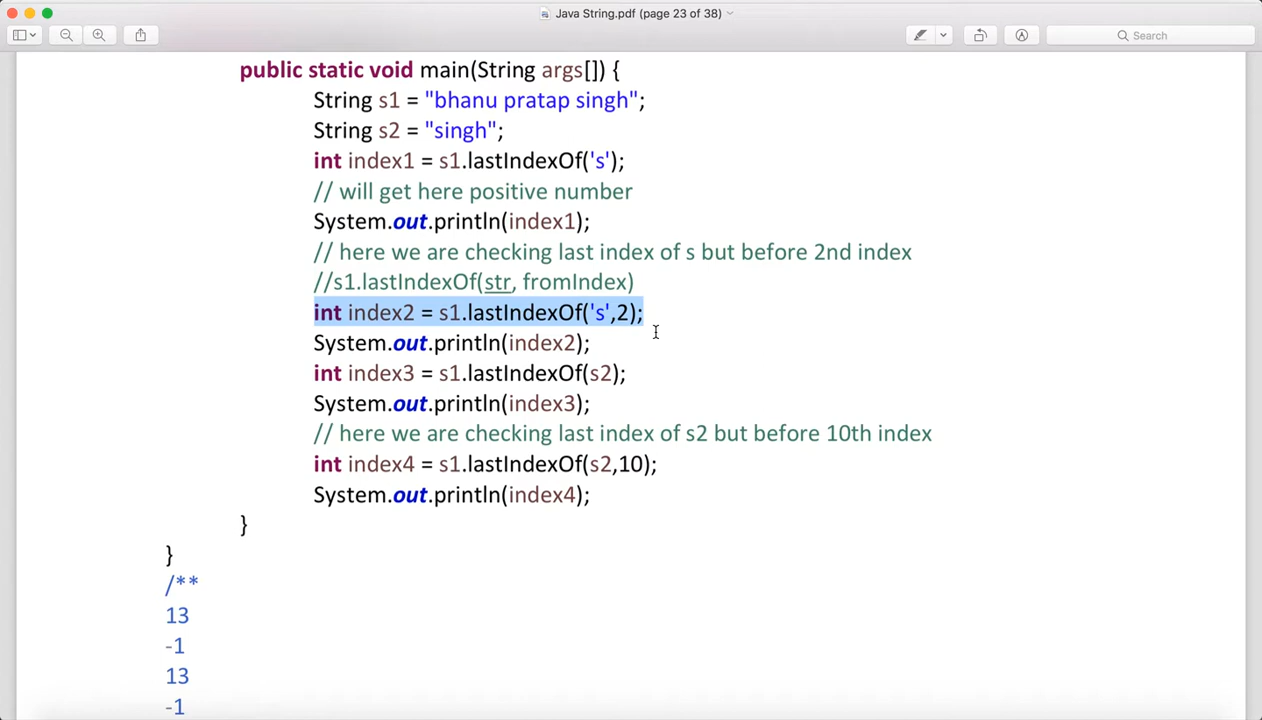 Java String.pdf (page 23 of 38)
Search
public static void main(String args[]) {
String s1 = "bhanu pratap singh";
String s2 = "singh";
int index1 = s1.lastIndexOf('s');
// will get here positive number
System.out.println(index1);
// here we are checking last index of s but before 2nd index
//s1.lastIndexOf(str, fromIndex)
int index2 = s1.lastIndexOf('s',2);
System.out.println(index2);
int index3 = s1.lastIndexOf(s2);
System.out.println(index3);
// here we are checking last index of s2 but before 10th index
int index4 = s1.lastIndexOf(s2,10);
System.out.println(index4);
}
}
/**
13
-1
13
-1